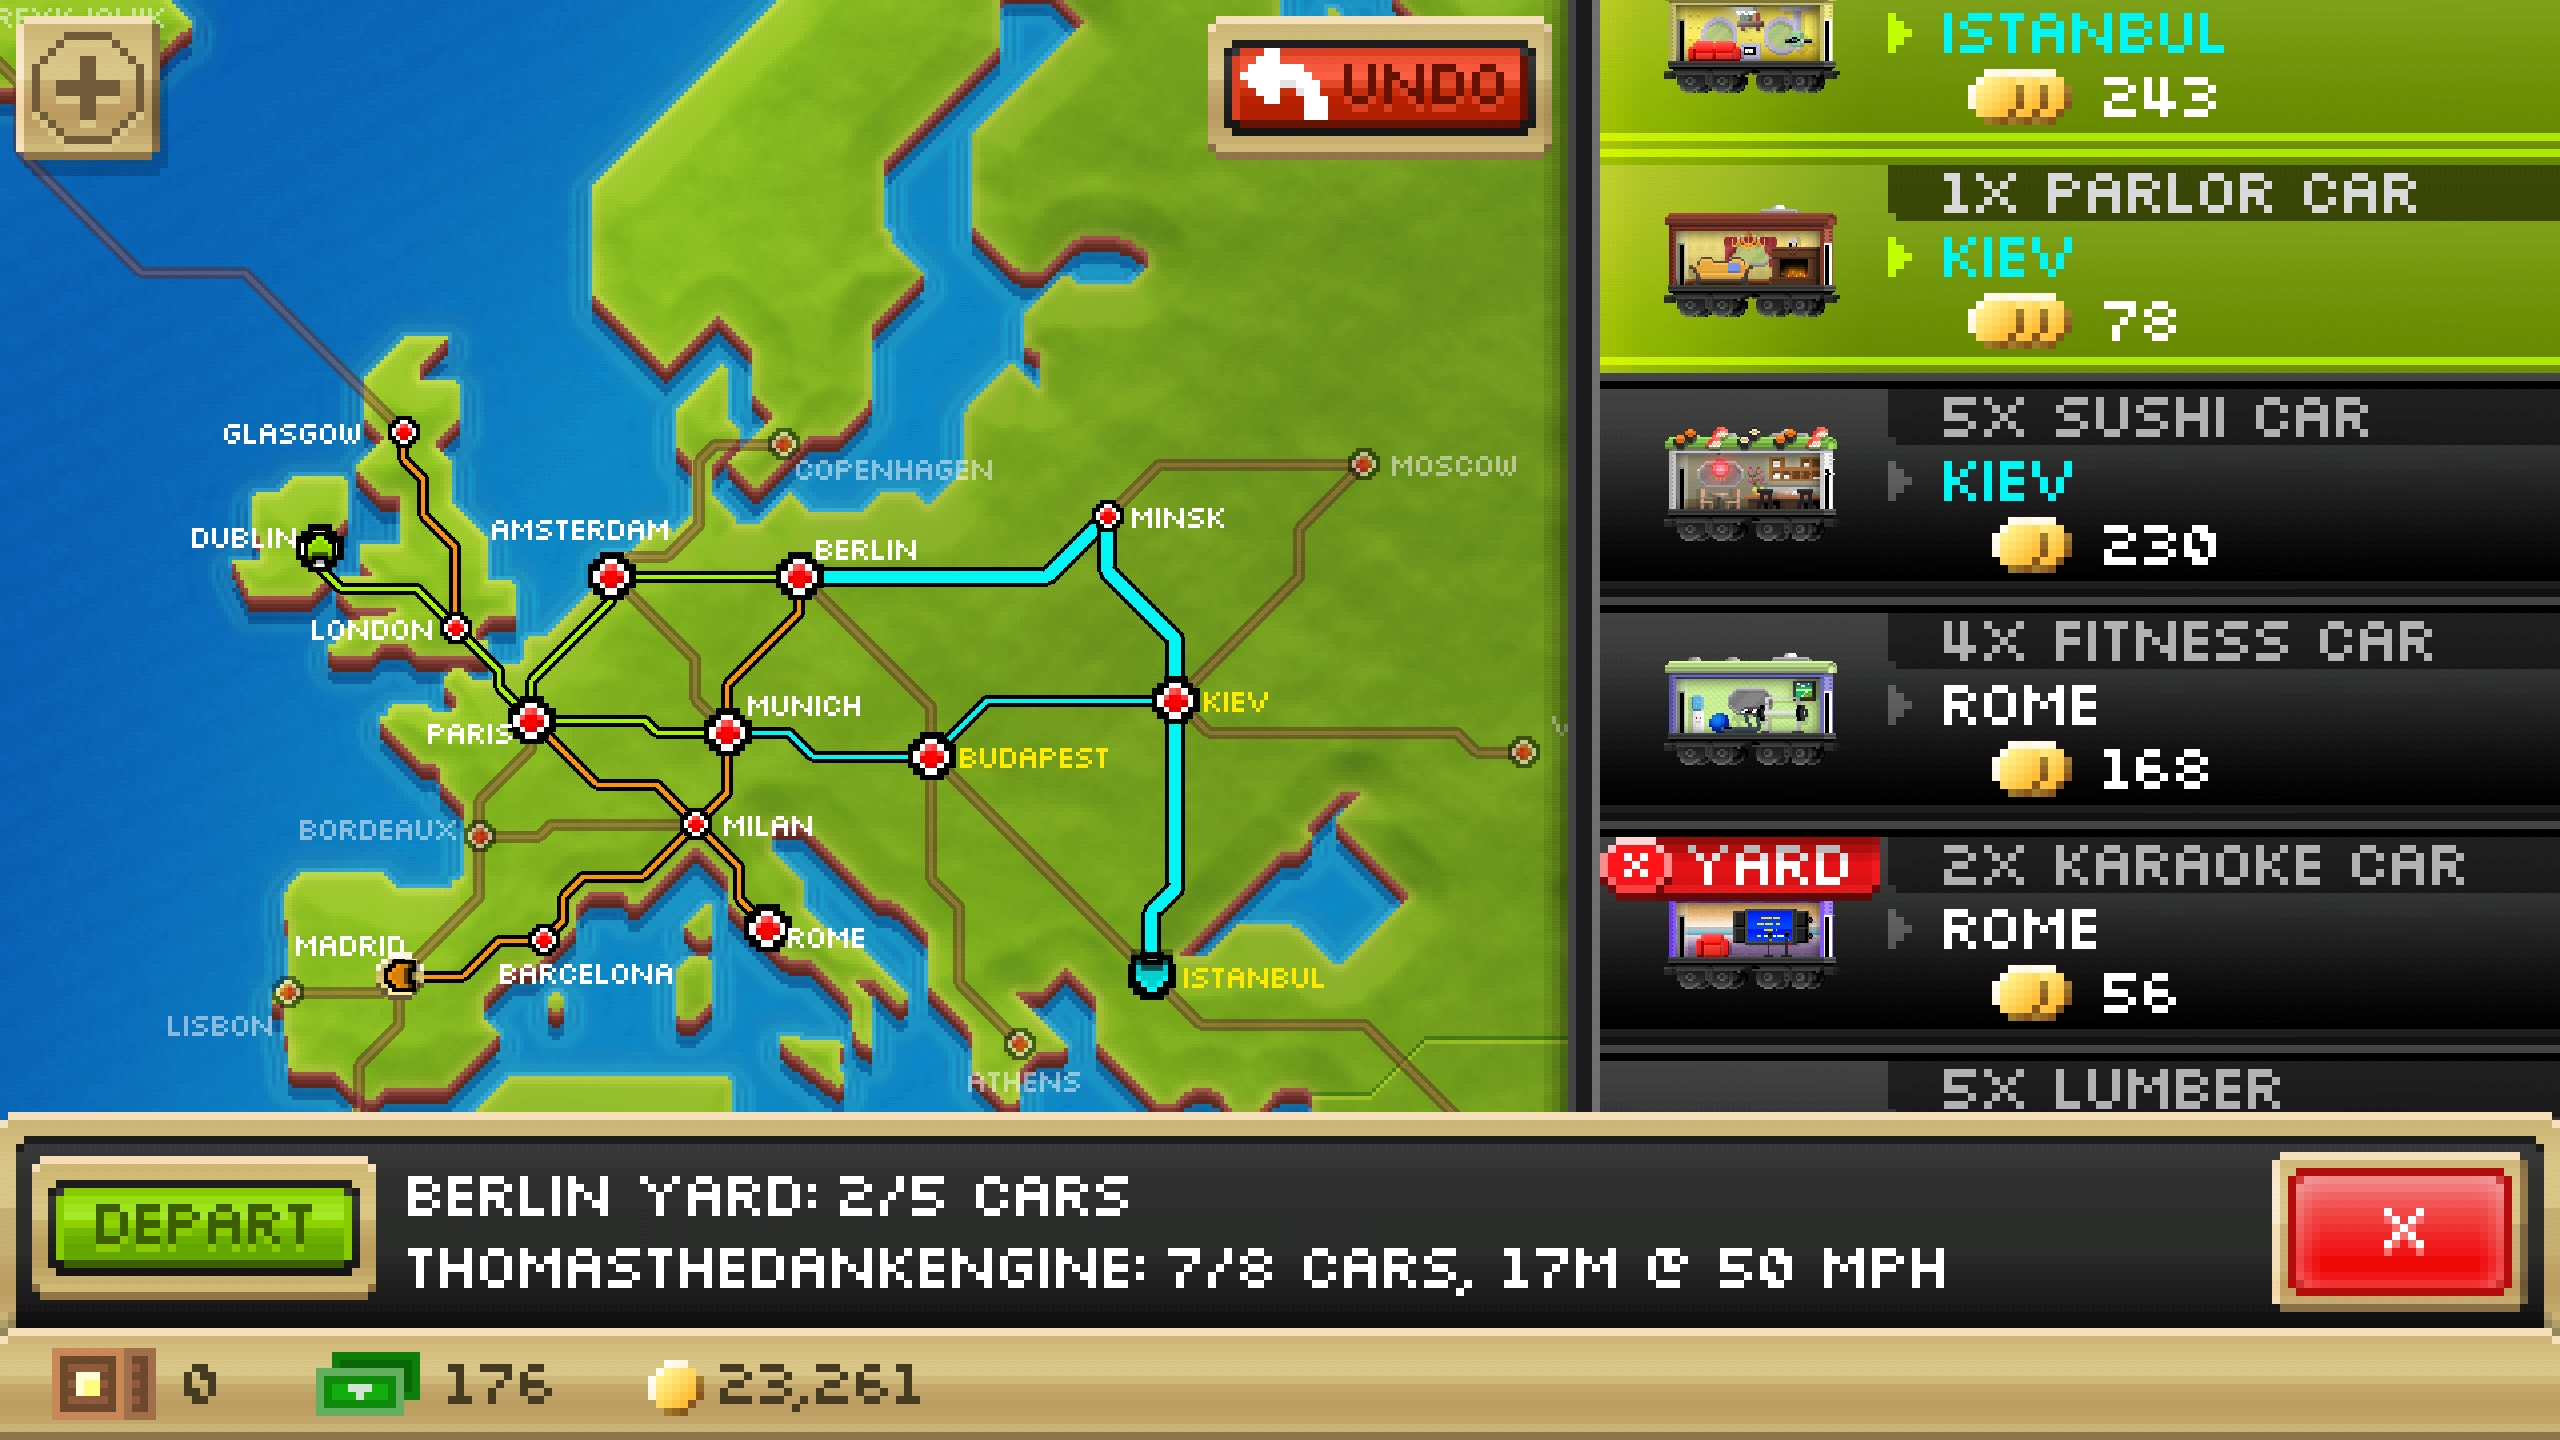 REYKJAVIK
UNDO
GLASGOW
COPENHAGEN
MOSCOW
DUBLIN
AMSTERDAM
BERLIN
MINSK
LONDON
PARIS
MUNICH
KIEV
BUDAPEST
BORDEAUX
MILAN
MADRID
BARCELONA
ROME
ISTANBUL
LISBON
ATHENS
ISTANBUL
243
1X PARLOR CAR
KIEV
78
5X SUSHI CAR
KIEV
230
4X FITNESS CAR
ROME
168
X YARD
2X KARAOKE CAR
ROME
56
5X LUMBER
DEPART
BERLIN YARD: 2/5 CARS
THOMASTHEDANKENGINE: 7/8 CARS, 17M @ 50 MPH
X
0
176
23,261